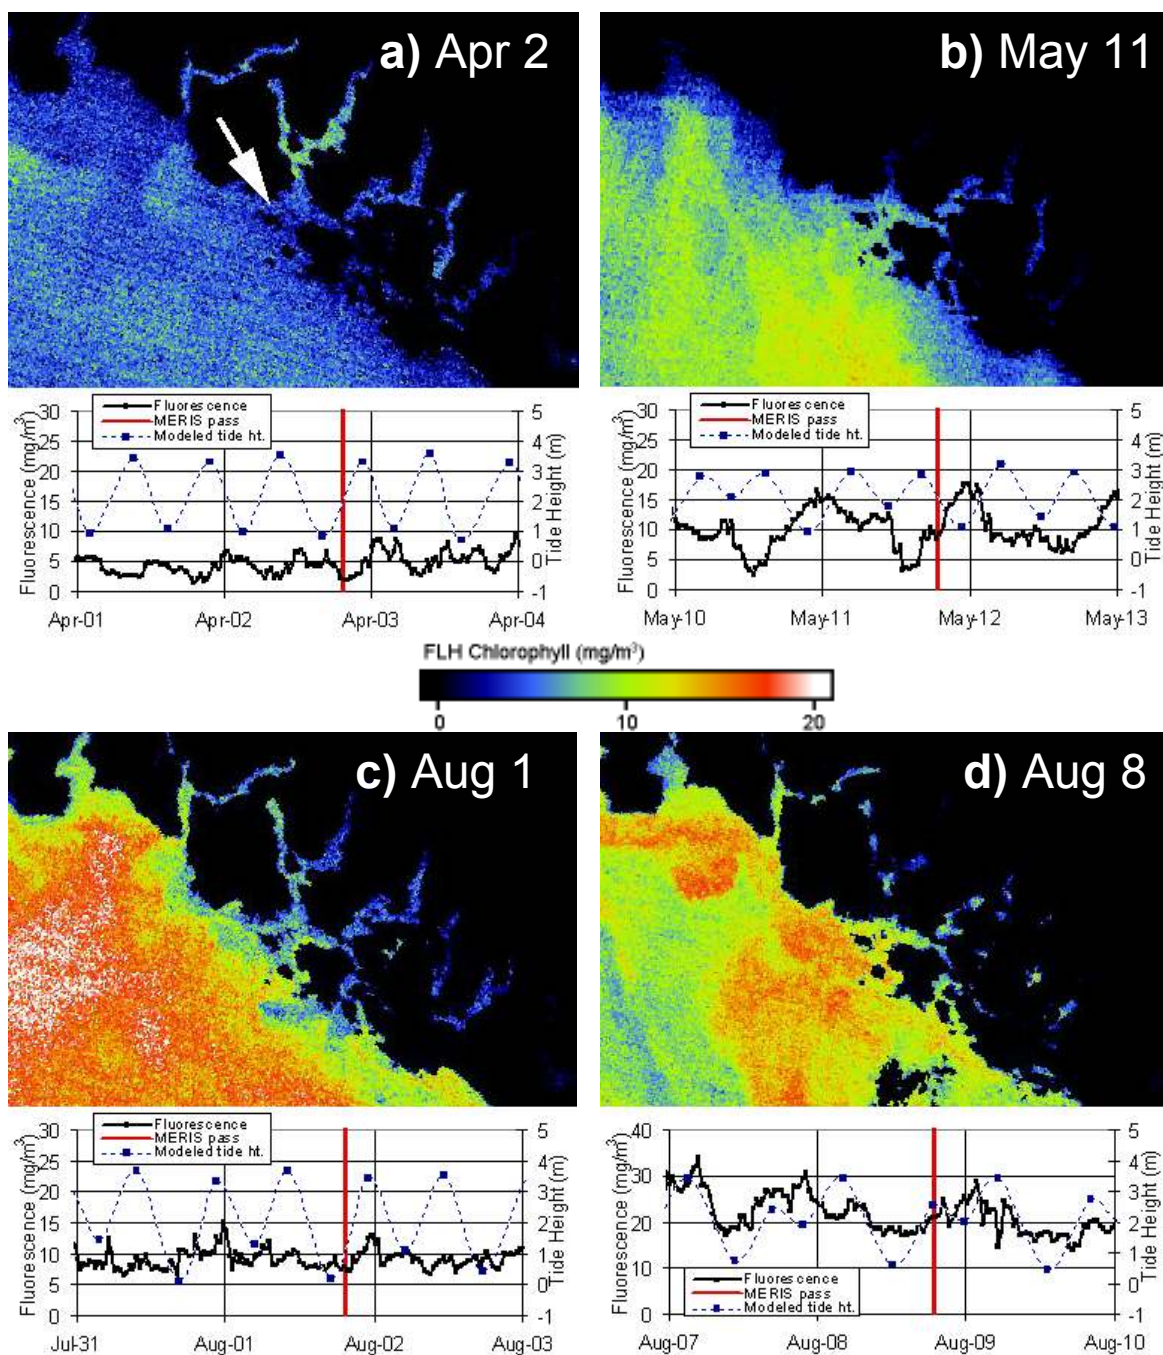 a) Apr 2
b) May 11
Fluorescence
MERIS pass
Modeled tide ht.
Fluorescence (mg/m³)
30
25
20
15
10
5
0
5
4
3
2
1
0
-1
Tide Height (m)
Apr-01 Apr-02 Apr-03 Apr-04
Fluorescence
MERIS pass
Modeled tide ht.
Fluorescence (mg/m³)
30
25
20
15
10
5
0
5
4
3
2
1
0
-1
Tide Height (m)
May-10 May-11 May-12 May-13
FLH Chlorophyll (mg/m³)
0 10 20
c) Aug 1
d) Aug 8
Fluorescence
MERIS pass
Modeled tide ht.
Fluorescence (mg/m³)
30
25
20
15
10
5
0
5
4
3
2
1
0
-1
Tide Height (m)
Jul-31 Aug-01 Aug-02 Aug-03
Fluorescence (mg/m³)
40
30
20
10
0
Fluorescence
MERIS pass
Modeled tide ht.
5
4
3
2
1
0
-1
Tide Height (m)
Aug-07 Aug-08 Aug-09 Aug-10